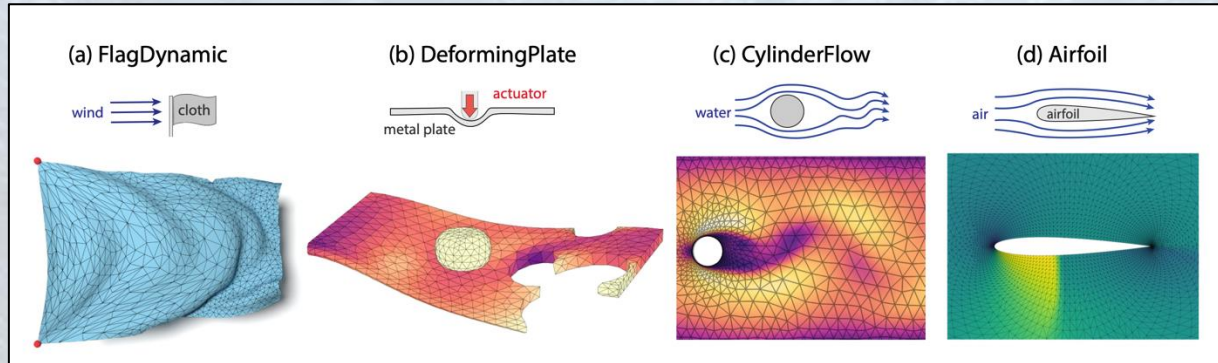 (a) FlagDynamic
(b) DeformingPlate
(c) CylinderFlow
(d) Airfoil
wind
cloth
actuator
metal plate
water
air
airfoil